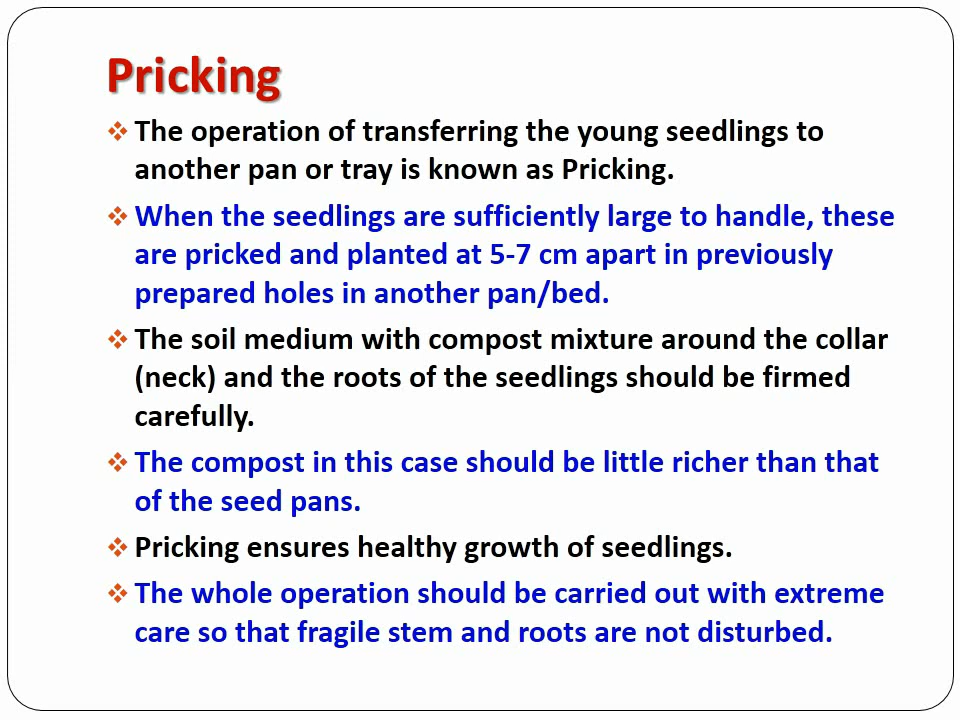 Pricking
The operation of transferring the young seedlings to
another pan or tray is known as Pricking.
When the seedlings are sufficiently large to handle, these
are pricked and planted at 5-7 cm apart in previously
prepared holes in another pan/bed.
The soil medium with compost mixture around the collar
(neck) and the roots of the seedlings should be firmed
carefully.
The compost in this case should be little richer than that
of the seed pans.
Pricking ensures healthy growth of seedlings.
The whole operation should be carried out with extreme
care so that fragile stem and roots are not disturbed.